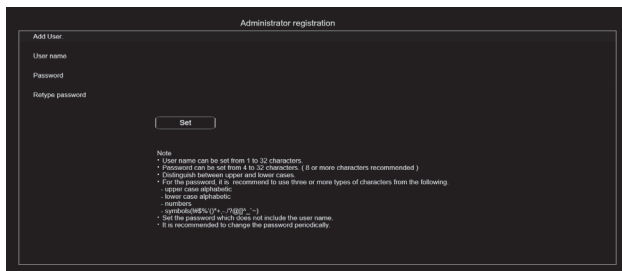 Administrator registration
Add User.
User name
Password
Retype password
Set
Note
・User name can be set from 1 to 32 characters.
・Password can be set from 4 to 32 characters. ( 8 or more characters recommended )
・Distinguish between upper and lower cases.
・For the password, it is recommend to use three or more types of characters from the following.
- upper case alphabetic
- lower case alphabetic
- numbers
- symbols(!#$%'()*+,-./?@[]^_`~)
・Set the password which does not include the user name.
・It is recommended to change the password periodically.